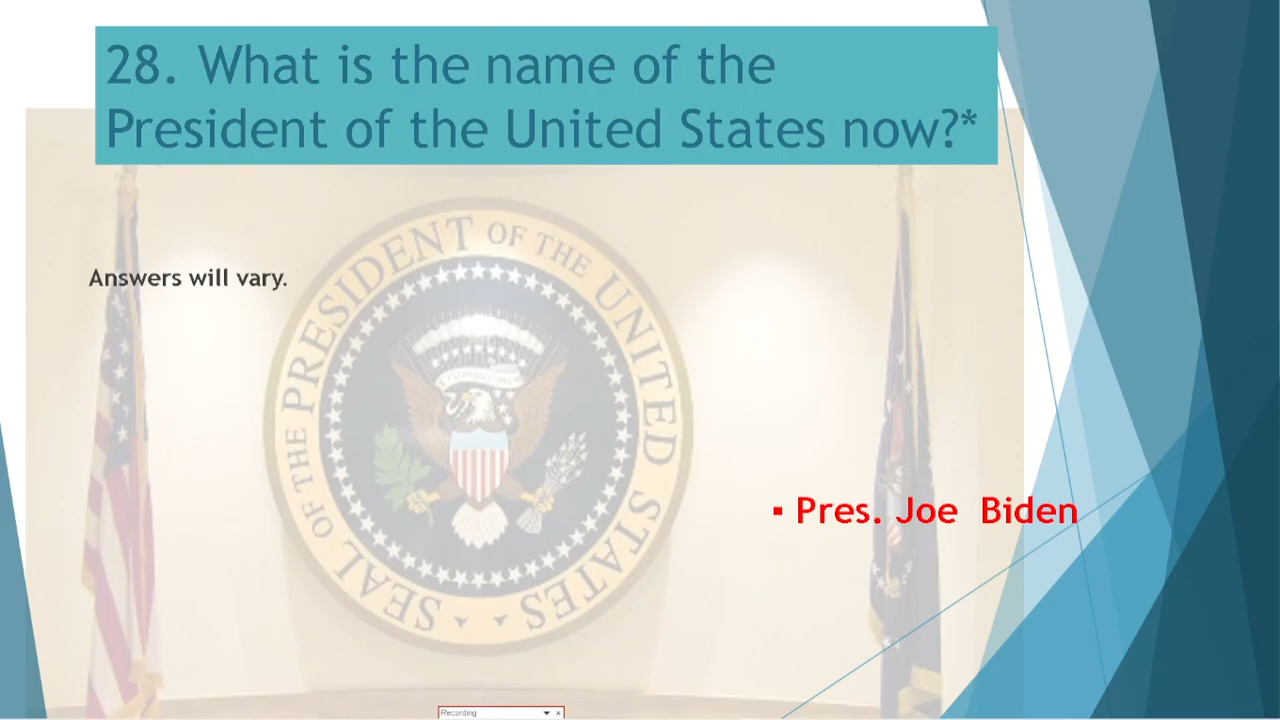 28. What is the name of the
President of the United States now?*
Answers will vary.
SEAL OF THE PRESIDENT OF THE UNITED STATES
▪ Pres. Joe  Biden
Recording